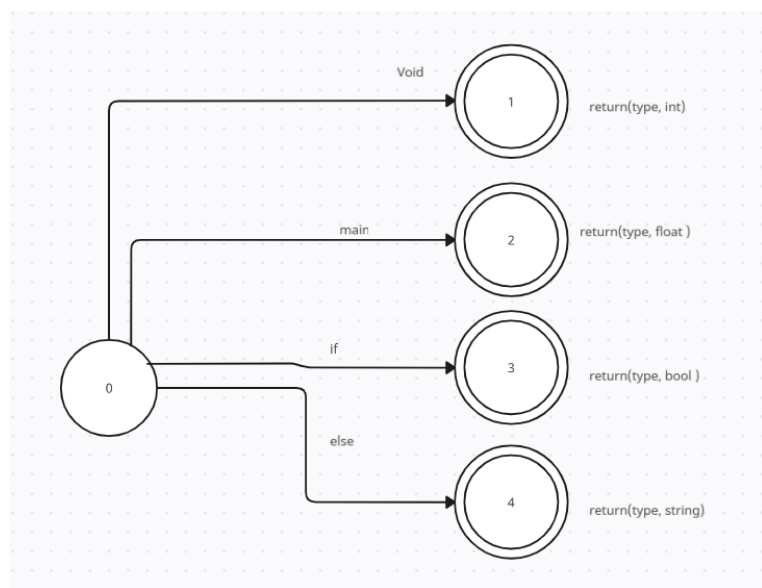 Void
1
return(type, int)
main
2
return(type, float )
if
3
return(type, bool )
0
else
4
return(type, string)